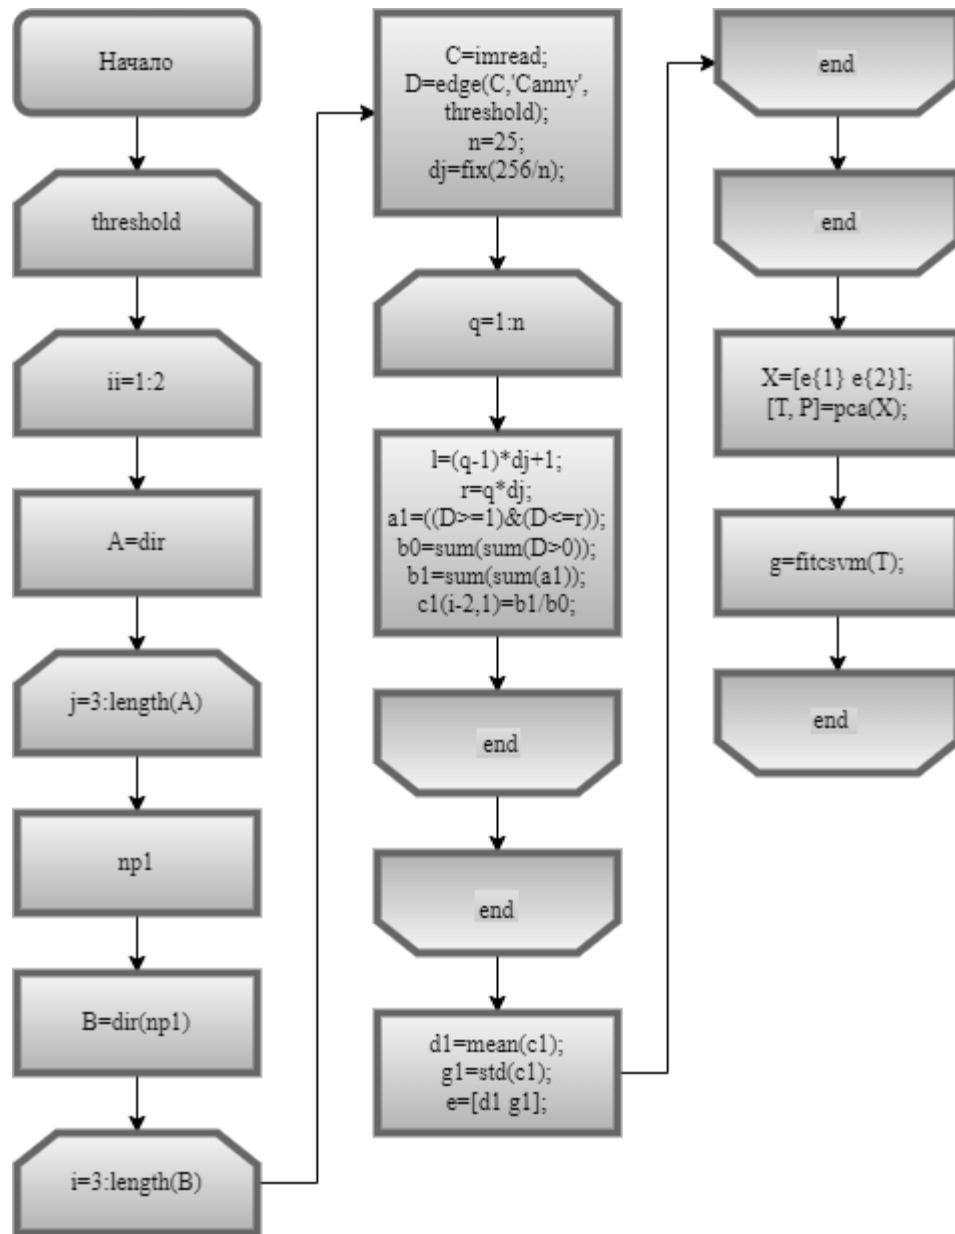 Начало
threshold
ii=1:2
A=dir
j=3:length(A)
np1
B=dir(np1)
i=3:length(B)
C=imread;
D=edge(C,'Canny',
threshold);
n=25;
dj=fix(256/n);
q=1:n
l=(q-1)*dj+1;
r=q*dj;
a1=((D>=1)&(D<=r));
b0=sum(sum(D>0));
b1=sum(sum(a1));
c1(i-2,1)=b1/b0;
end
end
d1=mean(c1);
g1=std(c1);
e=[d1 g1];
end
end
X=[e{1} e{2}];
[T, P]=pca(X);
g=fitcsvm(T);
end